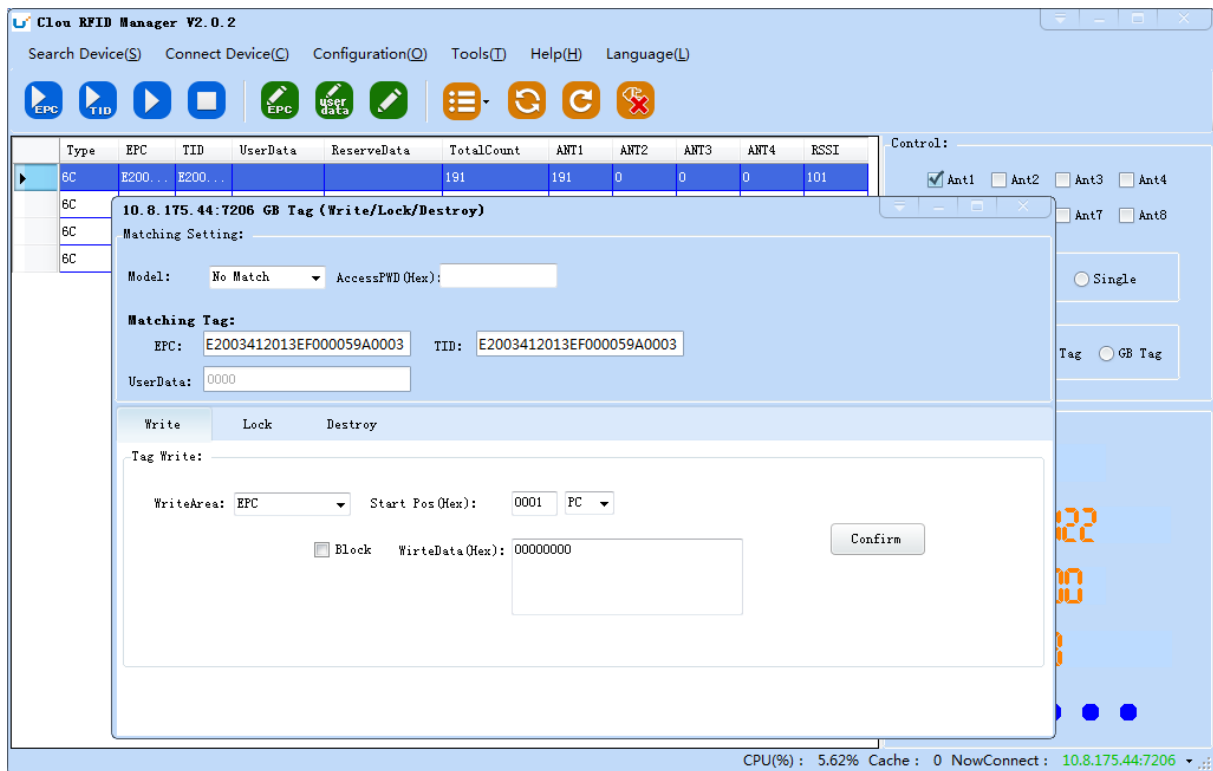 Clou RFID Manager V2.0.2
Search Device(S) Connect Device(C) Configuration(O) Tools(T) Help(H) Language(L)
EPC TID EPC user data
Type EPC TID UserData ReserveData TotalCount ANT1 ANT2 ANT3 ANT4 RSSI
6C E200... E200... 191 191 0 0 0 101
6C
6C
6C
Control:
Ant1 Ant2 Ant3 Ant4
Ant7 Ant8
Single
Tag GB Tag
10.8.175.44:7206 GB Tag (Write/Lock/Destroy)
Matching Setting:
Model: No Match AccessPWD(Hex):
Matching Tag:
EPC: E2003412013EF000059A0003 TID: E2003412013EF000059A0003
UserData: 0000
Write Lock Destroy
Tag Write:
WriteArea: EPC Start Pos(Hex): 0001 PC
Block WirteData(Hex): 00000000
Confirm
CPU(%) : 5.62% Cache : 0 NowConnect : 10.8.175.44:7206